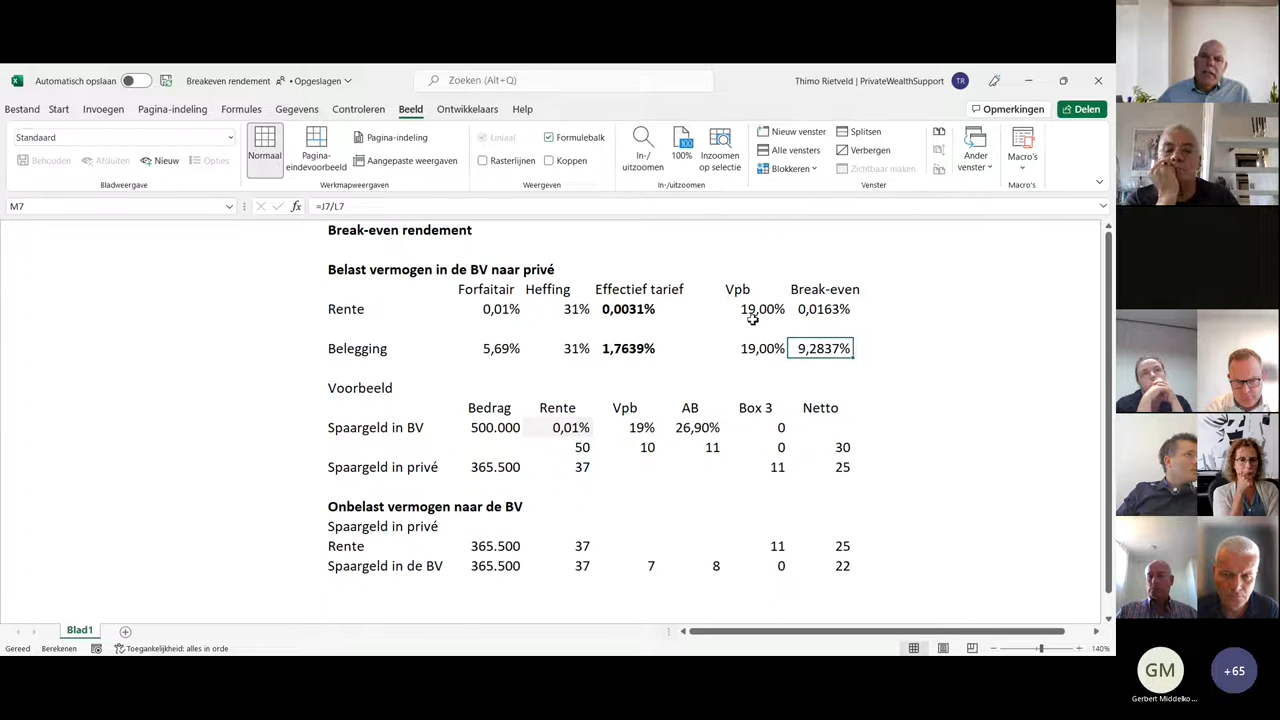 Automatisch opslaan
Breakeven rendement
• Opgeslagen
Zoeken (Alt+Q)
Thimo Rietveld | PrivateWealthSupport
TR
Bestand Start Invoegen Pagina-indeling Formules Gegevens Controleren Beeld Ontwikkelaars Help
Opmerkingen
Delen
Standaard
Behouden Afsluiten Nieuw Opties
Bladweergave
Normaal
Pagina-eindevoorbeeld
Pagina-indeling
Aangepaste weergaven
Werkmapweergaven
Liniaal
Formulebalk
Rasterlijnen
Koppen
Weergeven
In-/uitzoomen
100
100%
Inzoomen op selectie
In-/uitzoomen
Nieuw venster
Alle vensters
Blokkeren
Splitsen
Verbergen
Zichtbaar maken
Ander venster
Venster
Macro's
Macro's
M7
fx
=J7/L7
Break-even rendement
Belast vermogen in de BV naar privé
Forfaitair Heffing Effectief tarief Vpb Break-even
Rente 0,01% 31% 0,0031% 19,00% 0,0163%
Belegging 5,69% 31% 1,7639% 19,00% 9,2837%
Voorbeeld
Bedrag Rente Vpb AB Box 3 Netto
Spaargeld in BV 500.000 0,01% 19% 26,90% 0
50 10 11 0 30
Spaargeld in privé 365.500 37 11 25
Onbelast vermogen naar de BV
Spaargeld in privé
Rente 365.500 37 11 25
Spaargeld in de BV 365.500 37 7 8 0 22
Blad1
Gereed Berekenen Toegankelijkheid: alles in orde
140%
GM
Gerbert Middelko...
+65